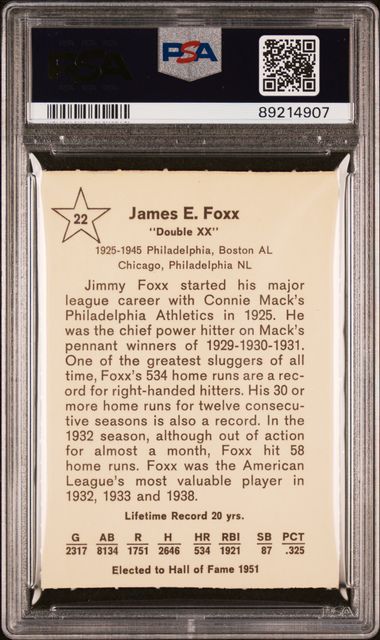 PSA
PSA
89214907
22
James E. Foxx
"Double XX"
1925-1945 Philadelphia, Boston AL
Chicago, Philadelphia NL
Jimmy Foxx started his major
league career with Connie Mack's
Philadelphia Athletics in 1925. He
was the chief power hitter on Mack's
pennant winners of 1929-1930-1931.
One of the greatest sluggers of all
time, Foxx's 534 home runs are a rec-
ord for right-handed hitters. His 30 or
more home runs for twelve consecu-
tive seasons is also a record. In the
1932 season, although out of action
for almost a month, Foxx hit 58
home runs. Foxx was the American
League's most valuable player in
1932, 1933 and 1938.
Lifetime Record 20 yrs.
G AB R H HR RBI SB PCT
2317 8134 1751 2646 534 1921 87 .325
Elected to Hall of Fame 1951